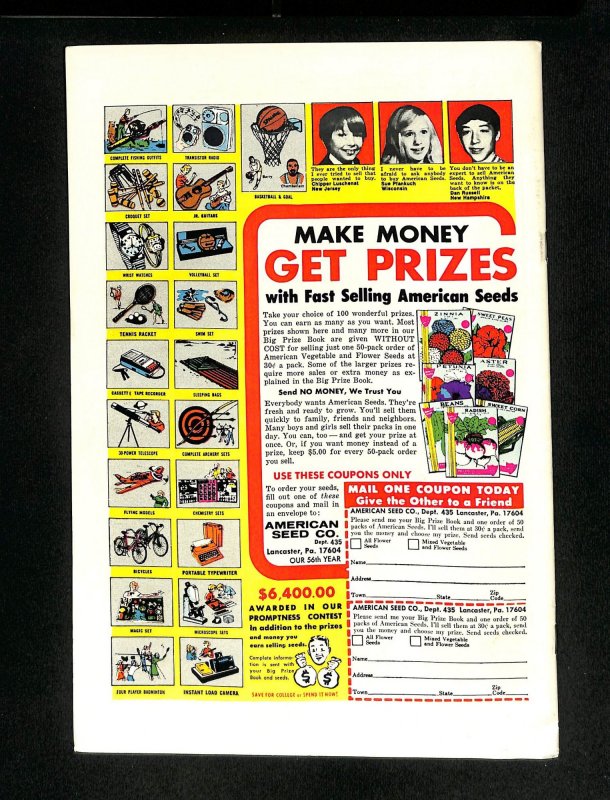 COMPLETE FISHING OUTFITS
TRANSISTOR RADIO
CROQUET SET
JR. GUITARS
WRIST WATCHES
VOLLEYBALL SET
TENNIS RACKET
SWIM SET
CASSETTE TAPE RECORDER
SLEEPING BAGS
30-POWER TELESCOPE
COMPLETE ARCHERY SETS
FLYING MODELS
CHEMISTRY SETS
BICYCLES
PORTABLE TYPEWRITER
MAGIC SET
MICROSCOPE SETS
FOUR PLAYER BADMINTON
INSTANT LOAD CAMERA
SPALDING
Barry
Chamberlain
BASKETBALL & GOAL
They are the only thing
I ever tried to sell that
people wanted to buy.
Chipper Luschenat
New Jersey
I never have to be
afraid to ask anybody
to buy American Seeds.
Sue Pfankuch
Wisconsin
You don't have to be an
expert to sell American
Seeds. Anything they
want to know is on the
back of the packet.
Dan Russell
New Hampshire
MAKE MONEY
GET PRIZES
with Fast Selling American Seeds
Take your choice of 100 wonderful prizes.
You can earn as many as you want. Most
prizes shown here and many more in our
Big Prize Book are given WITHOUT
COST for selling just one 50-pack order of
American Vegetable and Flower Seeds at
30¢ a pack. Some of the larger prizes re-
quire more sales or extra money as ex-
plained in the Big Prize Book.
Send NO MONEY, We Trust You
Everybody wants American Seeds. They're
fresh and ready to grow. You'll sell them
quickly to family, friends and neighbors.
Many boys and girls sell their packs in one
day. You can, too — and get your prize at
once. Or, if you want money instead of a
prize, keep $5.00 for every 50-pack order
you sell.
ZINNIA
SWEET PEAS
PETUNIA
ASTER
BEANS
RADISH
SWEET CORN
USE THESE COUPONS ONLY
To order your seeds,
fill out one of these
coupons and mail in
an envelope to:
AMERICAN
SEED CO.
Dept. 435
Lancaster, Pa. 17604
OUR 56th YEAR
$6,400.00
AWARDED IN OUR
PROMPTNESS CONTEST
In addition to the prizes
and money you
earn selling seeds.
Complete informa-
tion is sent with
your Big Prize
Book and seeds.
$ $
SAVE FOR COLLEGE or SPEND IT NOW!
MAIL ONE COUPON TODAY
Give the Other to a Friend
AMERICAN SEED CO., Dept. 435 Lancaster, Pa. 17604
Please send me your Big Prize Book and one order of 50
packs of American Seeds. I'll sell them at 30¢ a pack, send
you the money and choose my prize. Send seeds checked.
All Flower
Seeds
Mixed Vegetable
and Flower Seeds
Name
Address
Town State Zip
Code
AMERICAN SEED CO., Dept. 435 Lancaster, Pa. 17604
Please send me your Big Prize Book and one order of 50
packs of American Seeds. I'll sell them at 30¢ a pack, send
you the money and choose my prize. Send seeds checked.
All Flower
Seeds
Mixed Vegetable
and Flower Seeds
Name
Address
Town State Zip
Code